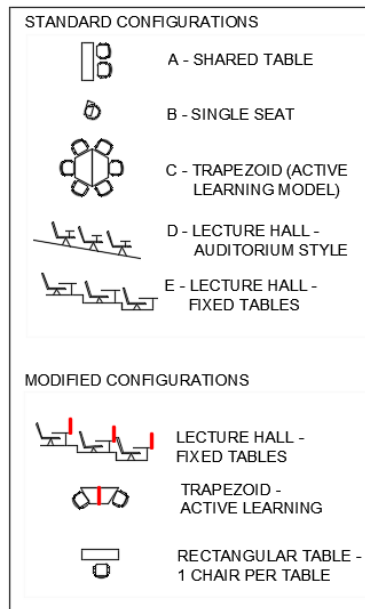 STANDARD CONFIGURATIONS
A - SHARED TABLE
B - SINGLE SEAT
C - TRAPEZOID (ACTIVE
LEARNING MODEL)
D - LECTURE HALL -
AUDITORIUM STYLE
E - LECTURE HALL -
FIXED TABLES
MODIFIED CONFIGURATIONS
LECTURE HALL -
FIXED TABLES
TRAPEZOID -
ACTIVE LEARNING
RECTANGULAR TABLE -
1 CHAIR PER TABLE